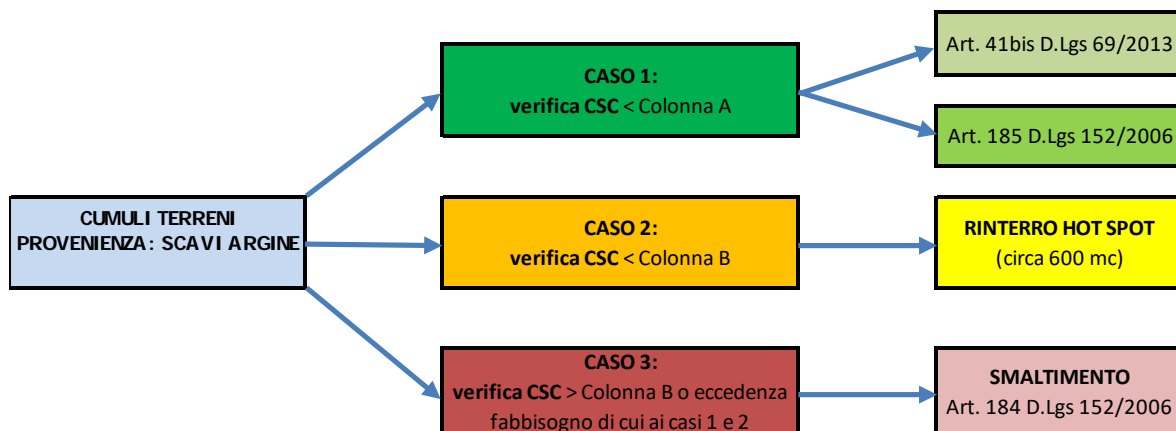 CUMULI TERRENI
PROVENIENZA: SCAVI ARGINE
CASO 1:
verifica CSC < Colonna A
Art. 41bis D.Lgs 69/2013
Art. 185 D.Lgs 152/2006
CASO 2:
verifica CSC < Colonna B
RINTERRO HOT SPOT
(circa 600 mc)
CASO 3:
verifica CSC > Colonna B o eccedenza
fabbisogno di cui ai casi 1 e 2
SMALTIMENTO
Art. 184 D.Lgs 152/2006